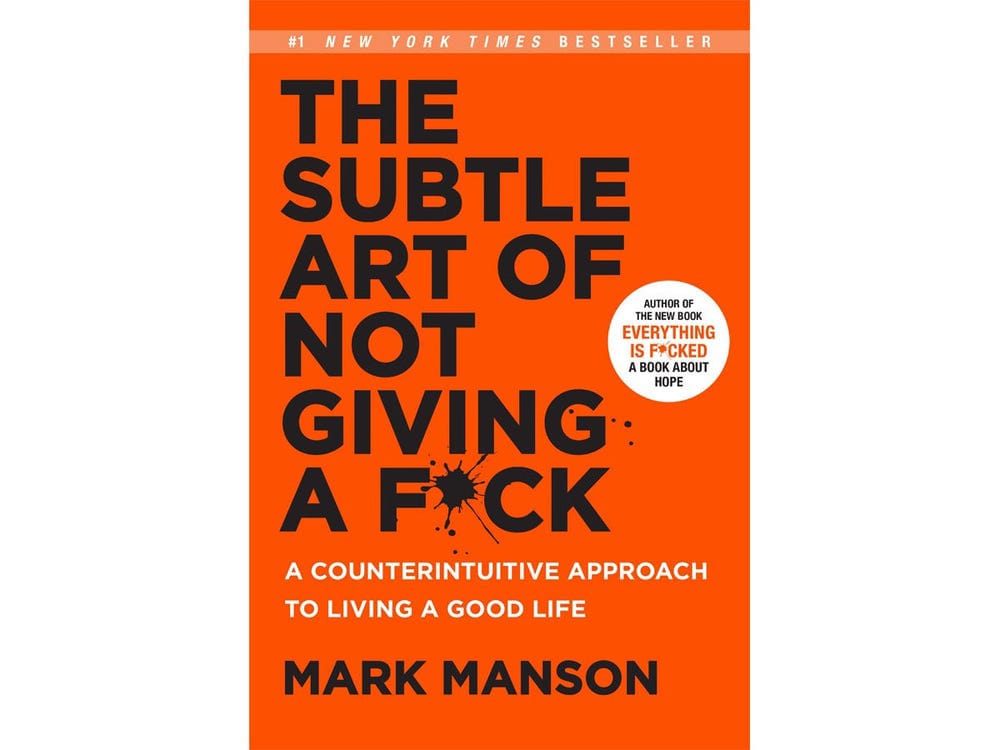 #1 NEW YORK TIMES BESTSELLER
THE
SUBTLE
ART OF
NOT
GIVING
A F*CK
AUTHOR OF
THE NEW BOOK
EVERYTHING
IS F*CKED
A BOOK ABOUT
HOPE
A COUNTERINTUITIVE APPROACH
TO LIVING A GOOD LIFE
MARK MANSON